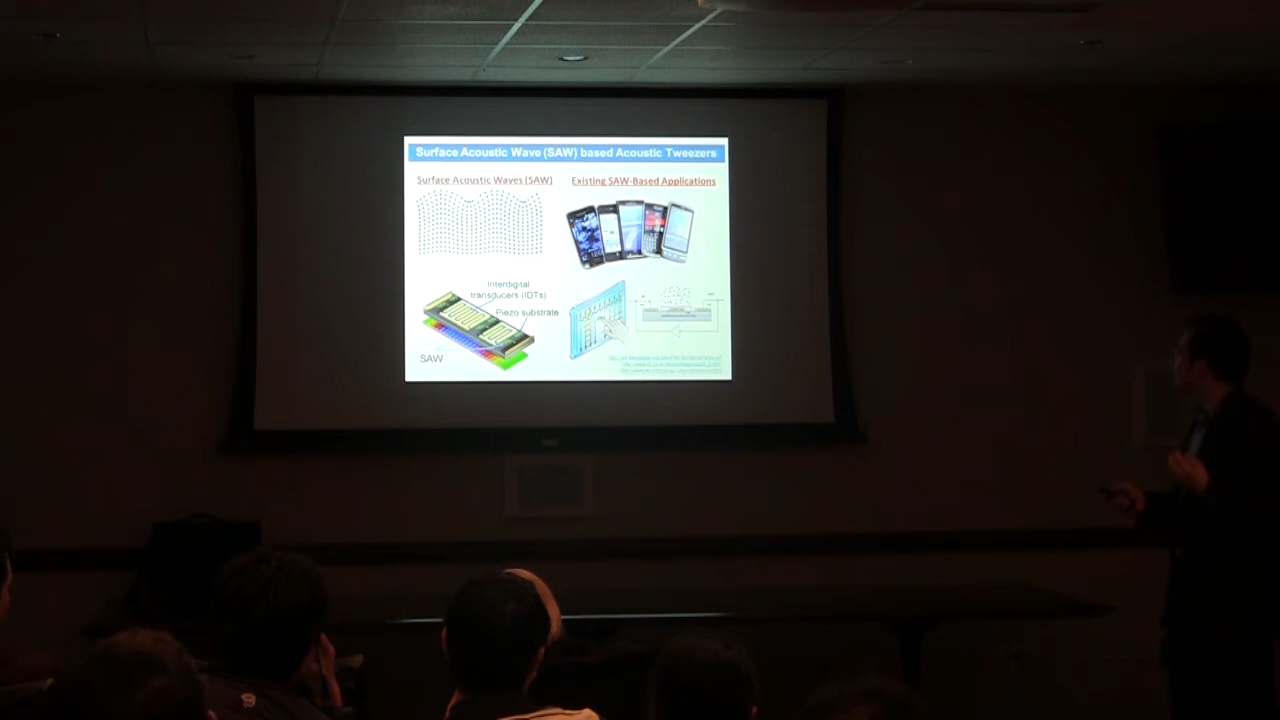 Surface Acoustic Wave (SAW) based Acoustic Tweezers
Surface Acoustic Waves (SAW)
Existing SAW-Based Applications
Interdigital
transducers (IDTs)
Piezo substrate
SAW